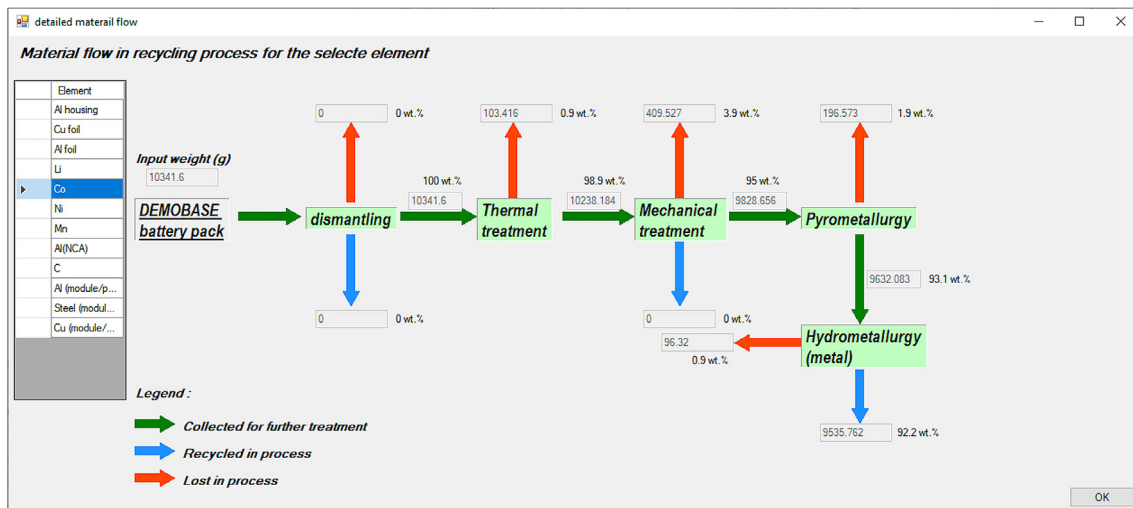 detailed materail flow
Material flow in recycling process for the selecte element
Element
Al housing
Cu foil
Al foil
Li
Co
Ni
Mn
Al(NCA)
C
Al (module/p...
Steel (modul...
Cu (module/...
Input weight (g)
10341.6
DEMOBASE
battery pack
0 0 wt.%
dismantling
0 0 wt.%
100 wt.%
10341.6
103.416 0.9 wt.%
Thermal
treatment
98.9 wt.%
10238.184
409.527 3.9 wt.%
Mechanical
treatment
0 0 wt.%
95 wt.%
9828.656
196.573 1.9 wt.%
Pyrometallurgy
9632.083 93.1 wt.%
Hydrometallurgy
(metal)
96.32
0.9 wt.%
9535.762 92.2 wt.%
Legend :
Collected for further treatment
Recycled in process
Lost in process
OK